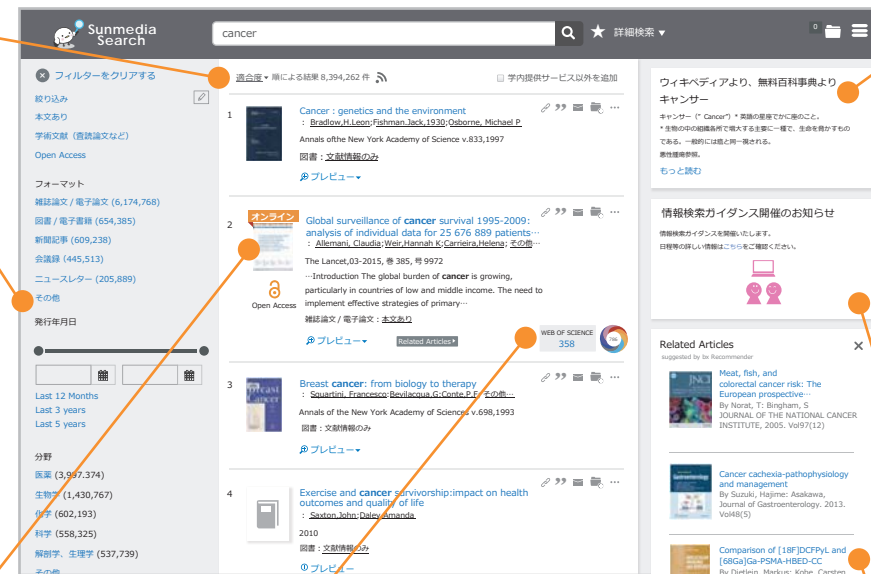 Sunmedia
Search
cancer
詳細検索 ▼
0
フィルターをクリアする
絞り込み
本文あり
学術文献（査読論文など）
Open Access
フォーマット
雑誌論文 / 電子論文 (6,174,768)
図書 / 電子書籍 (654,385)
新聞記事 (609,238)
会議録 (445,513)
ニュースレター (205,889)
その他
発行年月日
Last 12 Months
Last 3 years
Last 5 years
分野
医薬 (3,997.374)
生物学 (1,430,767)
化学 (602,193)
科学 (558,325)
解剖学、生理学 (537,739)
その他
適合度▾ 順による結果 8,394,262 件
学内提供サービス以外を追加
1
Cancer : genetics and the environment
: Bradlow,H.Leon;Fishman.Jack,1930;Osborne, Michael P
Annals ofthe New York Academy of Science v.833,1997
図書 : 文献情報のみ
プレビュー▾
2
オンライン
Open Access
Global surveillance of cancer survival 1995-2009:
analysis of individual data for 25 676 889 patients…
: Allemani, Claudia;Weir,Hannah K;Carrieira,Helena; その他…
The Lancet,03-2015, 巻 385, 号 9972
…Introduction The global burden of cancer is growing,
particularly in countries of low and middle income. The need to
implement effective strategies of primary…
雑誌論文 / 電子論文 : 本文あり
プレビュー▾
Related Articles
WEB OF SCIENCE
358
786
3
Breast cancer: from biology to therapy
: Squartini, Francesco;Bevilacqua,G:Conte,P.F; その他…
Annals of the New York Academy of Sciences v.698,1993
図書 : 文献情報のみ
プレビュー▾
4
Exercise and cancer survivorship:impact on health
outcomes and quality of life
: Saxton,John;Daley,Amanda
2010
図書 : 文献情報のみ
プレビュー
ウィキペディアより、無料百科事典より
キャンサー
キャンサー（" Cancer"）* 英語の星座でかに座のこと。
* 生物の中の組織各所で増大する主要に一種で、生命を脅かすもの
である。一般的には癌と同一視される。
悪性腫瘍参照。
もっと読む
情報検索ガイダンス開催のお知らせ
情報検索ガイダンスを開催いたします。
日程等の詳しい情報はこちらをご確認ください。
Related Articles
suggested by bx Recommender
Meat, fish, and
colorectal cancer risk: The
European prospective…
By Norat, T: Bingham, S
JOURNAL OF THE NATIONAL CANCER
INSTITUTE, 2005. Vol97(12)
Cancer cachexia-pathophysiology
and management
By Suzuki, Hajime: Asakawa,
Journal of Gastroenterology. 2013.
Vol48(5)
Comparison of [18F]DCFPyL and
[68Ga]Ga-PSMA-HBED-CC
By Dietlein, Markus: Kobe, Carsten